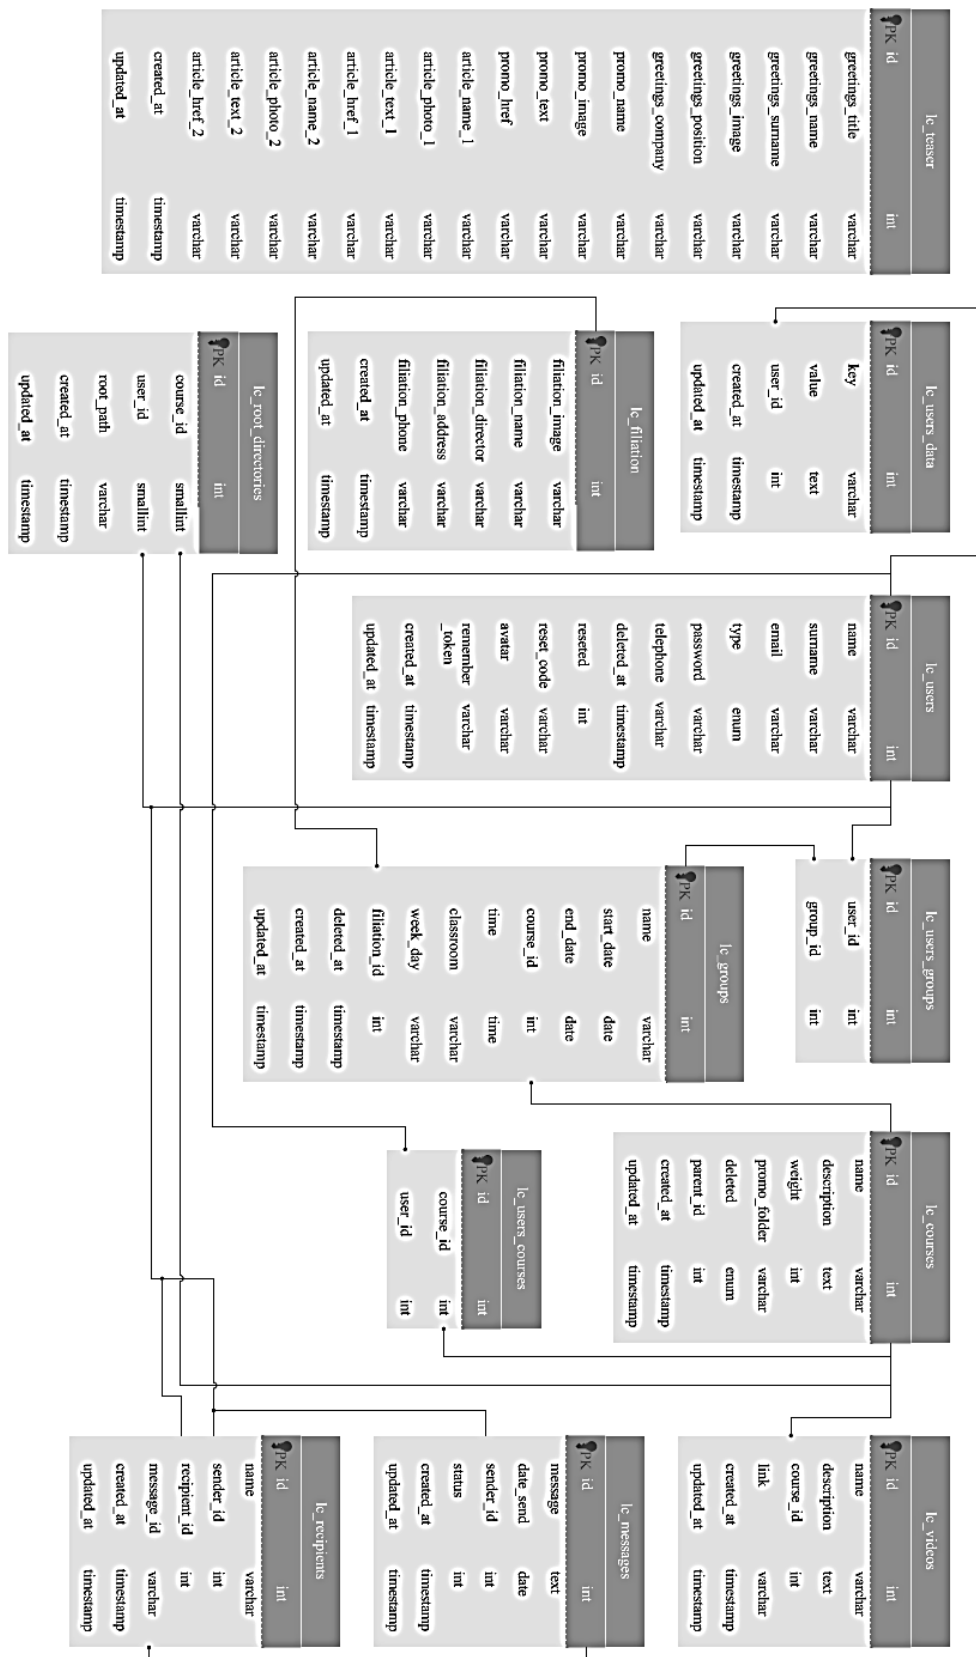 lc_teaser
PK id int
greetings_title varchar
greetings_name varchar
greetings_surname varchar
greetings_image varchar
greetings_position varchar
greetings_company varchar
promo_name varchar
promo_image varchar
promo_text varchar
promo_href varchar
article_name_1 varchar
article_photo_1 varchar
article_text_1 varchar
article_href_1 varchar
article_name_2 varchar
article_photo_2 varchar
article_text_2 varchar
article_href_2 varchar
created_at timestamp
updated_at timestamp
lc_users_data
PK id int
key varchar
value text
user_id int
created_at timestamp
updated_at timestamp
lc_filiation
PK id int
filiation_image varchar
filiation_name varchar
filiation_director varchar
filiation_address varchar
filiation_phone varchar
created_at timestamp
updated_at timestamp
lc_root_directories
PK id int
course_id smallint
user_id smallint
root_path varchar
created_at timestamp
updated_at timestamp
lc_users
PK id int
name varchar
surname varchar
email varchar
type enum
password varchar
telephone varchar
deleted_at timestamp
reseted int
reset_code varchar
avatar varchar
remember varchar
_token
created_at timestamp
updated_at timestamp
lc_users_groups
PK id int
user_id int
group_id int
lc_groups
PK id int
name varchar
start_date date
end_date date
course_id int
time time
classroom varchar
week_day varchar
filiation_id int
deleted_at timestamp
created_at timestamp
updated_at timestamp
lc_courses
PK id int
name varchar
description text
weight int
promo_folder varchar
deleted enum
parent_id int
created_at timestamp
updated_at timestamp
lc_users_courses
PK id int
course_id int
user_id int
lc_videos
PK id int
name varchar
description text
course_id int
link varchar
created_at timestamp
updated_at timestamp
lc_messages
PK id int
message text
date_send date
sender_id int
status int
created_at timestamp
updated_at timestamp
lc_recipients
PK id int
name varchar
sender_id int
recipient_id int
message_id varchar
created_at timestamp
updated_at timestamp